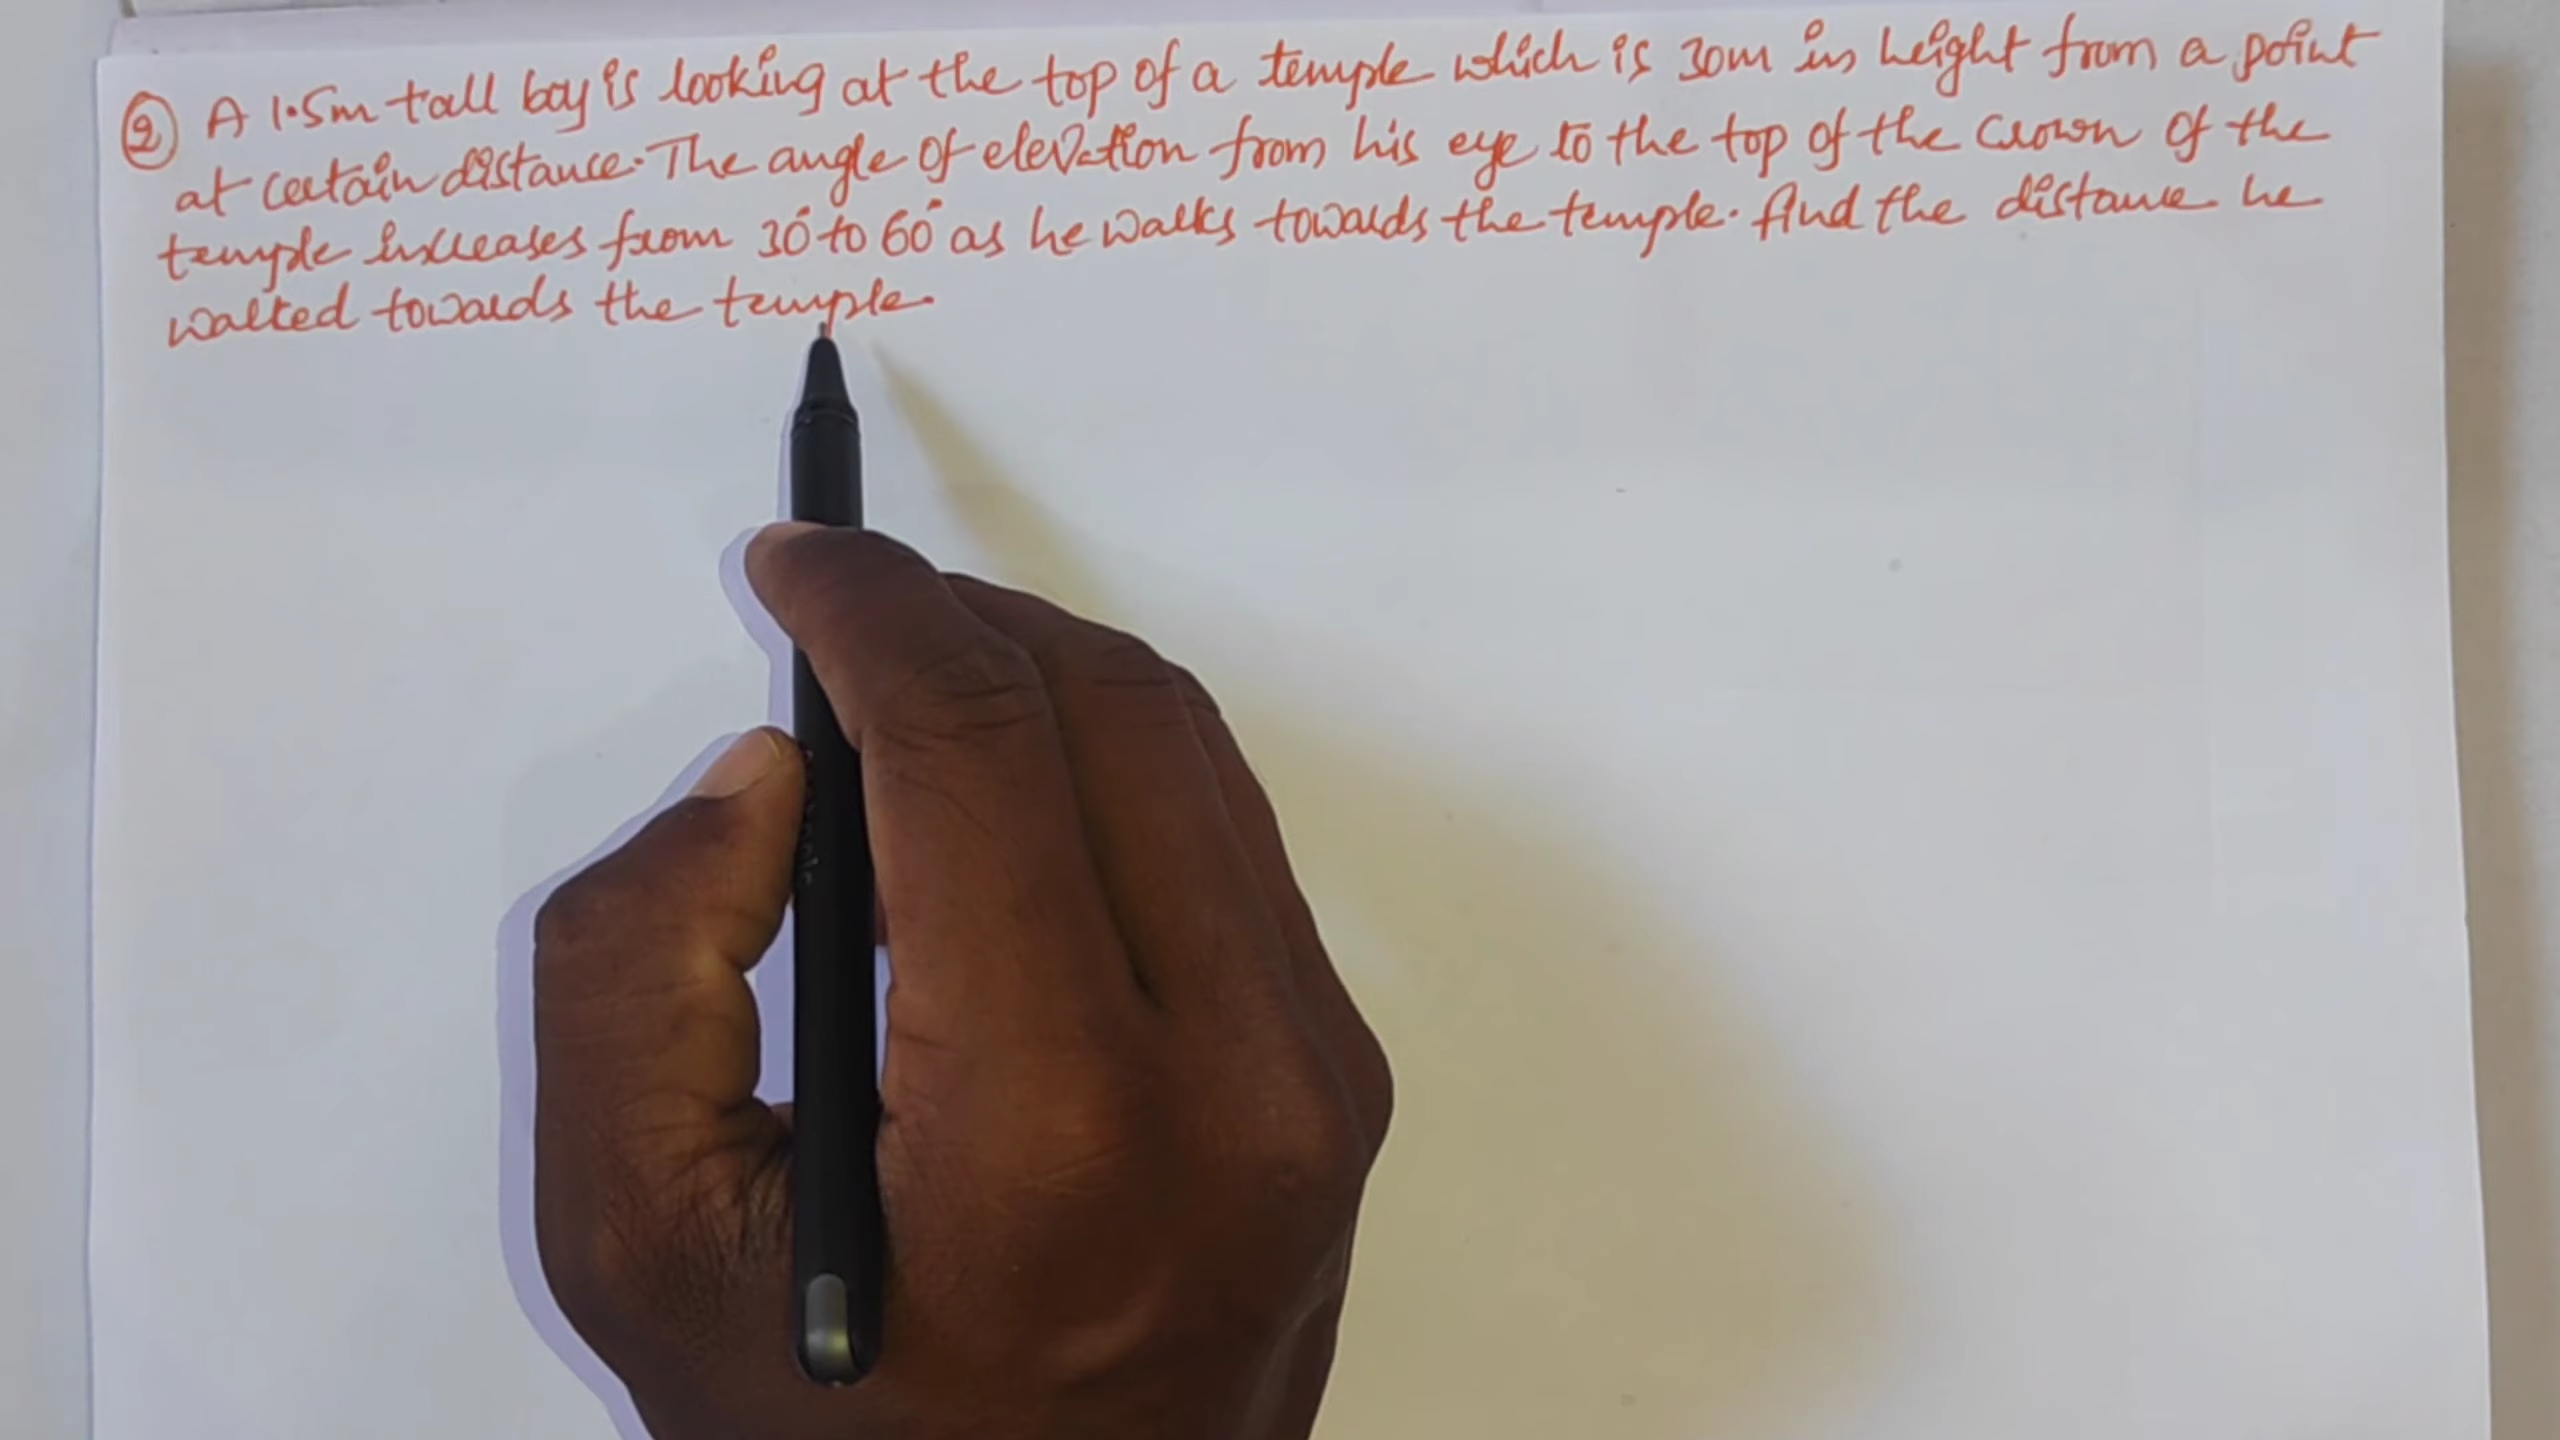 ② A 1.5m tall boy is looking at the top of a temple which is 30m in height from a point
at certain distance. The angle of elevation from his eye to the top of the crown of the
temple increases from 30° to 60° as he walks towards the temple. find the distance he
walked towards the temple.